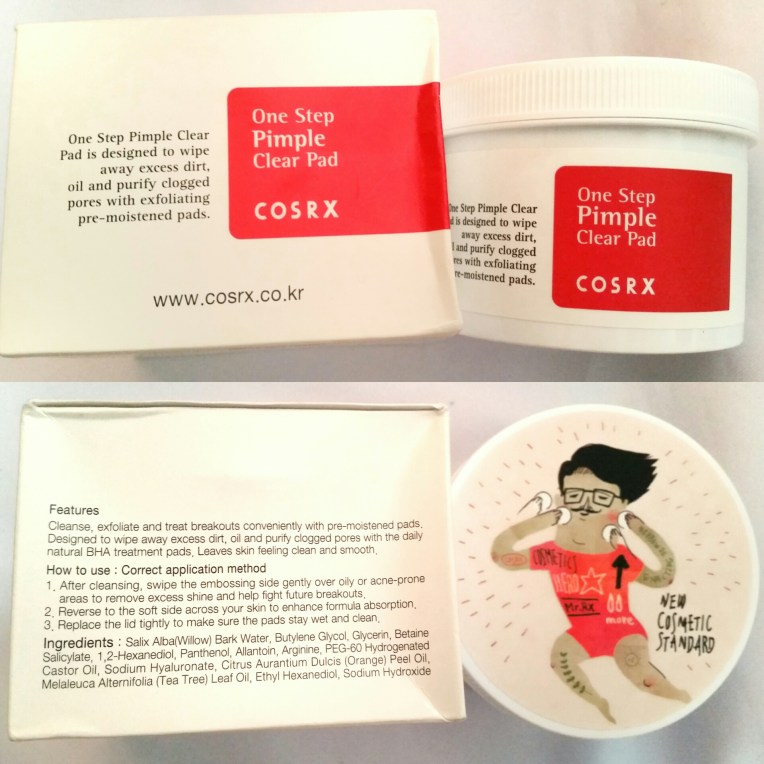 One Step Pimple Clear
Pad is designed to wipe
away excess dirt,
oil and purify clogged
pores with exfoliating
pre-moistened pads.
One Step
Pimple
Clear Pad
COSRX
www.cosrx.co.kr
One Step Pimple Clear
is designed to wipe
away excess dirt,
and purify clogged
with exfoliating
re-moistened pads.
One Step
Pimple
Clear Pad
COSRX
Features
Cleanse, exfoliate and treat breakouts conveniently with pre-moistened pads.
Designed to wipe away excess dirt, oil and purify clogged pores with the daily
natural BHA treatment pads. Leaves skin feeling clean and smooth.
How to use : Correct application method
1. After cleansing, swipe the embossing side gently over oily or acne-prone
areas to remove excess shine and help fight future breakouts.
2. Reverse to the soft side across your skin to enhance formula absorption.
3. Replace the lid tightly to make sure the pads stay wet and clean.
Ingredients : Salix Alba(Willow) Bark Water, Butylene Glycol, Glycerin, Betaine
Salicylate, 1,2-Hexanediol, Panthenol, Allantoin, Arginine, PEG-60 Hydrogenated
Castor Oil, Sodium Hyaluronate, Citrus Aurantium Dulcis (Orange) Peel Oil,
Melaleuca Alternifolia (Tea Tree) Leaf Oil, Ethyl Hexanediol, Sodium Hydroxide
COSMETICS
HERO
Mr.RX
more
NEW
COSMETIC
STANDARD